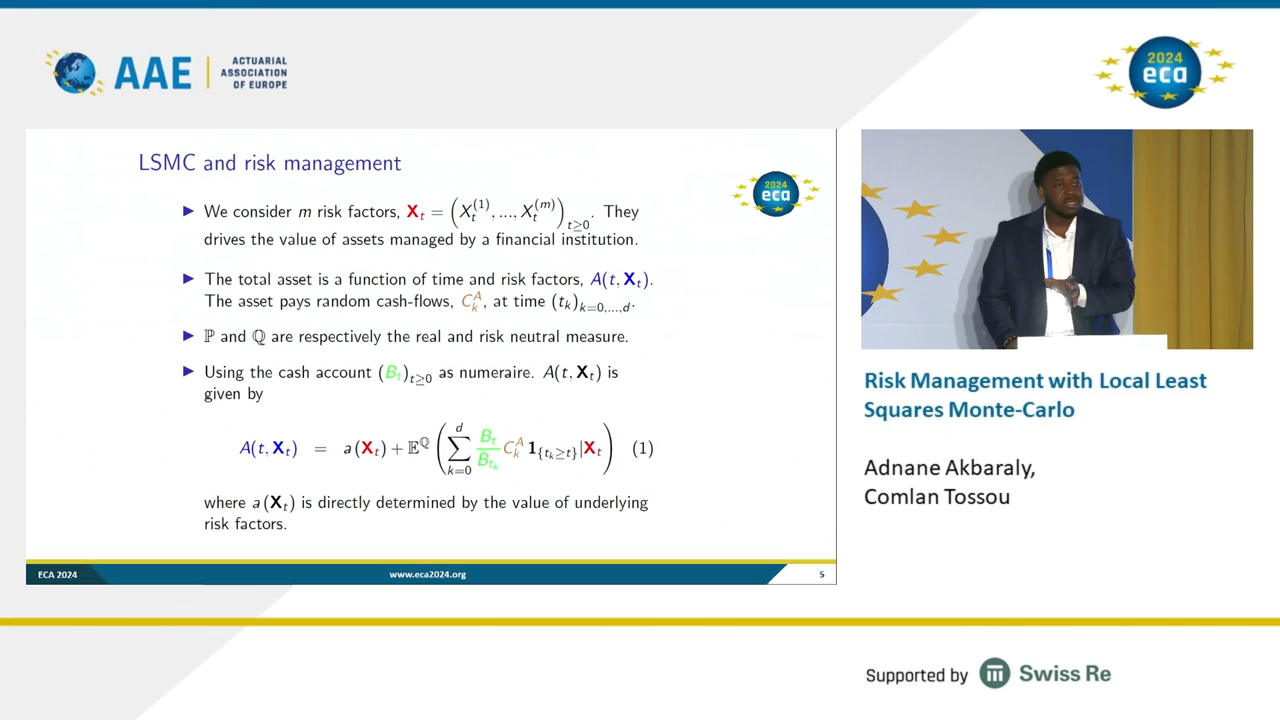 AAE
ACTUARIAL
ASSOCIATION
OF EUROPE
2024
eca
LSMC and risk management
2024
eca
▶ We consider m risk factors, X_t = (X_t^(1), ..., X_t^(m))_{t≥0}. They
drives the value of assets managed by a financial institution.
▶ The total asset is a function of time and risk factors, A(t, X_t).
The asset pays random cash-flows, C_k^A, at time (t_k)_{k=0,...,d}.
▶ ℙ and ℚ are respectively the real and risk neutral measure.
▶ Using the cash account (B_t)_{t≥0} as numeraire. A(t, X_t) is
given by
A(t, X_t) = a(X_t) + 𝔼^ℚ (∑_{k=0}^{d} B_t/B_{t_k} C_k^A 1_{t_k≥t} | X_t) (1)
where a(X_t) is directly determined by the value of underlying
risk factors.
ECA 2024
www.eca2024.org
5
Risk Management with Local Least
Squares Monte-Carlo
Adnane Akbaraly,
Comlan Tossou
Supported by Swiss Re